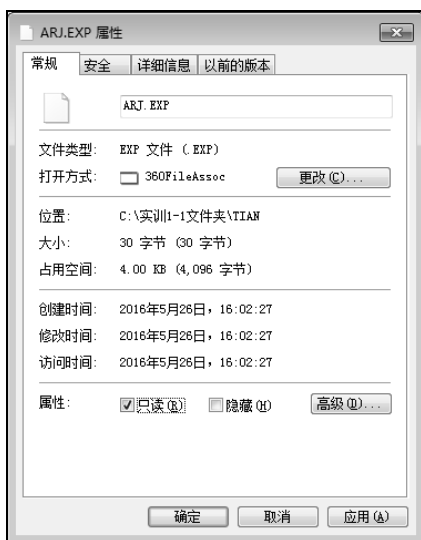 ARJ.EXP 属性
常规 安全 详细信息 以前的版本
ARJ.EXP
文件类型: EXP 文件 (.EXP)
打开方式: 360FileAssoc 更改(C)...
位置: C:\实训1-1文件夹\TIAN
大小: 30 字节 (30 字节)
占用空间: 4.00 KB (4,096 字节)
创建时间: 2016年5月26日，16:02:27
修改时间: 2016年5月26日，16:02:27
访问时间: 2016年5月26日，16:02:27
属性: 只读(R) 隐藏(H) 高级(D)...
确定 取消 应用(A)